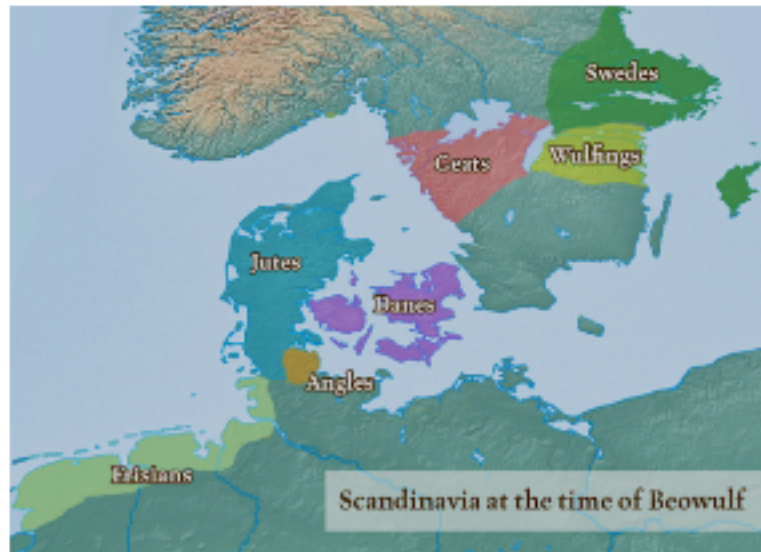 Swedes
Geats
Wulfings
Jutes
Danes
Angles
Frisians
Scandinavia at the time of Beowulf